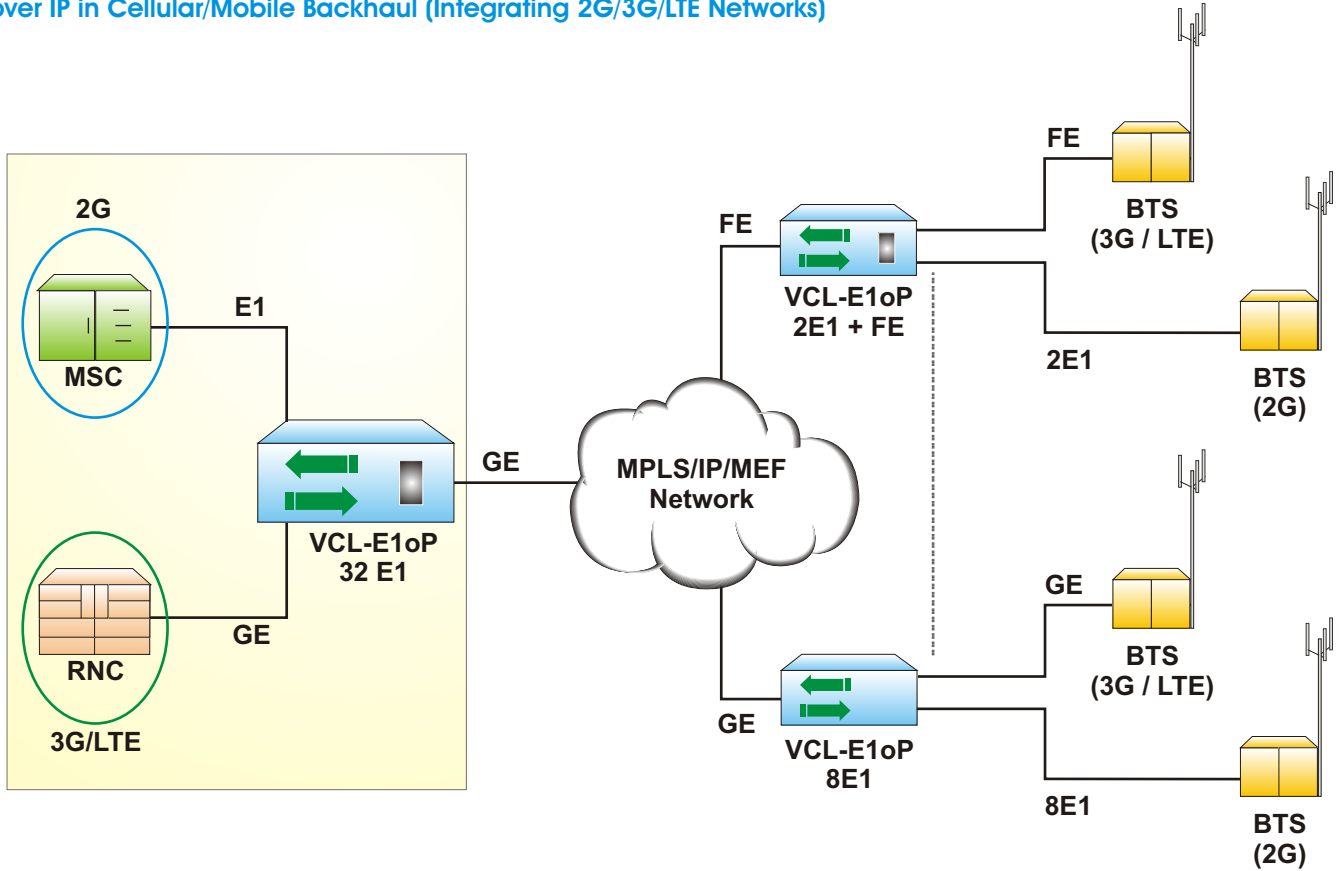 over IP in Cellular/Mobile Backhaul (Integrating 2G/3G/LTE Networks)
2G
MSC
E1
VCL-E1oP
32 E1
RNC
3G/LTE
GE
GE
MPLS/IP/MEF
Network
FE
VCL-E1oP
2E1 + FE
FE
BTS
(3G / LTE)
2E1
BTS
(2G)
GE
VCL-E1oP
8E1
GE
BTS
(3G / LTE)
8E1
BTS
(2G)